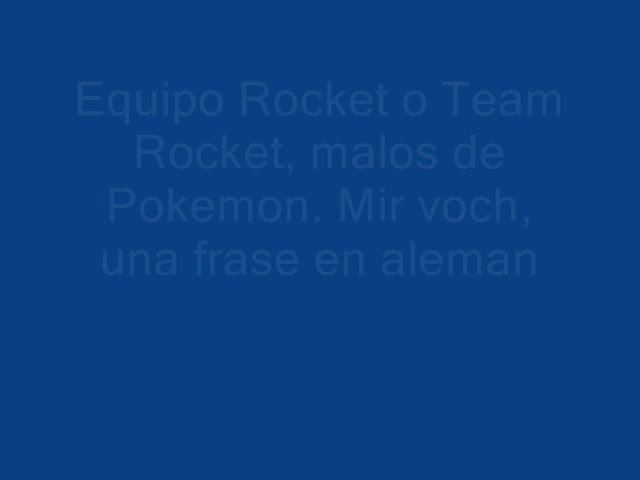 Equipo Rocket o Team
Rocket, malos de
Pokemon. Mir voch,
una frase en aleman